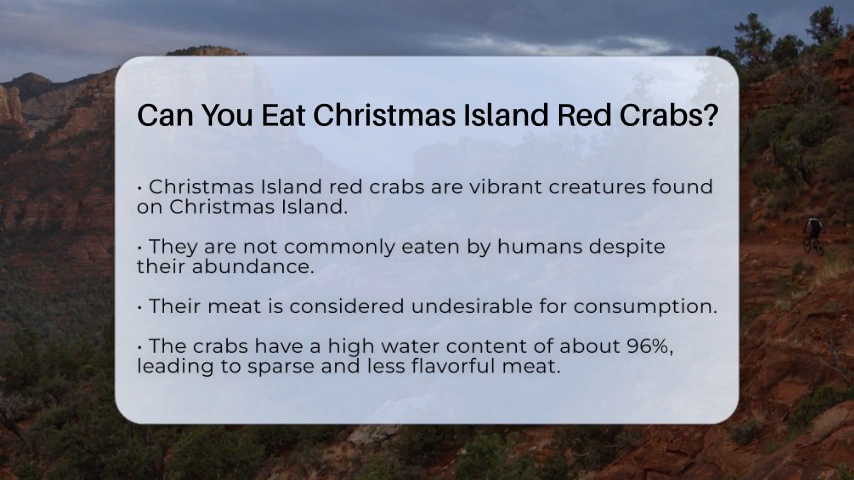 Can You Eat Christmas Island Red Crabs?
• Christmas Island red crabs are vibrant creatures found
on Christmas Island.
• They are not commonly eaten by humans despite
their abundance.
• Their meat is considered undesirable for consumption.
• The crabs have a high water content of about 96%,
leading to sparse and less flavorful meat.